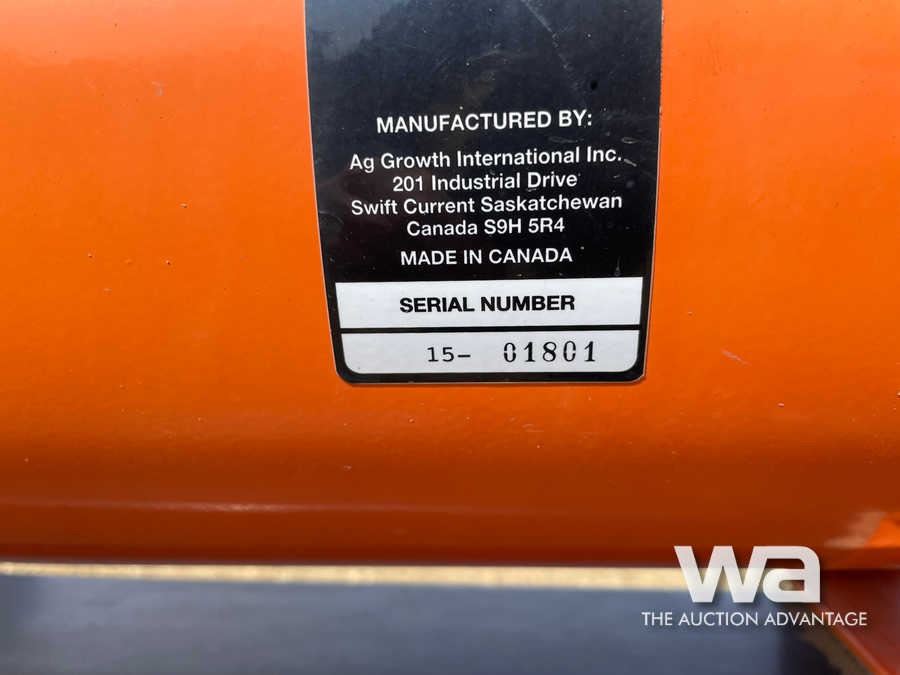 MANUFACTURED BY:
Ag Growth International Inc.
201 Industrial Drive
Swift Current Saskatchewan
Canada S9H 5R4
MADE IN CANADA
SERIAL NUMBER
15- 01801
wa
THE AUCTION ADVANTAGE